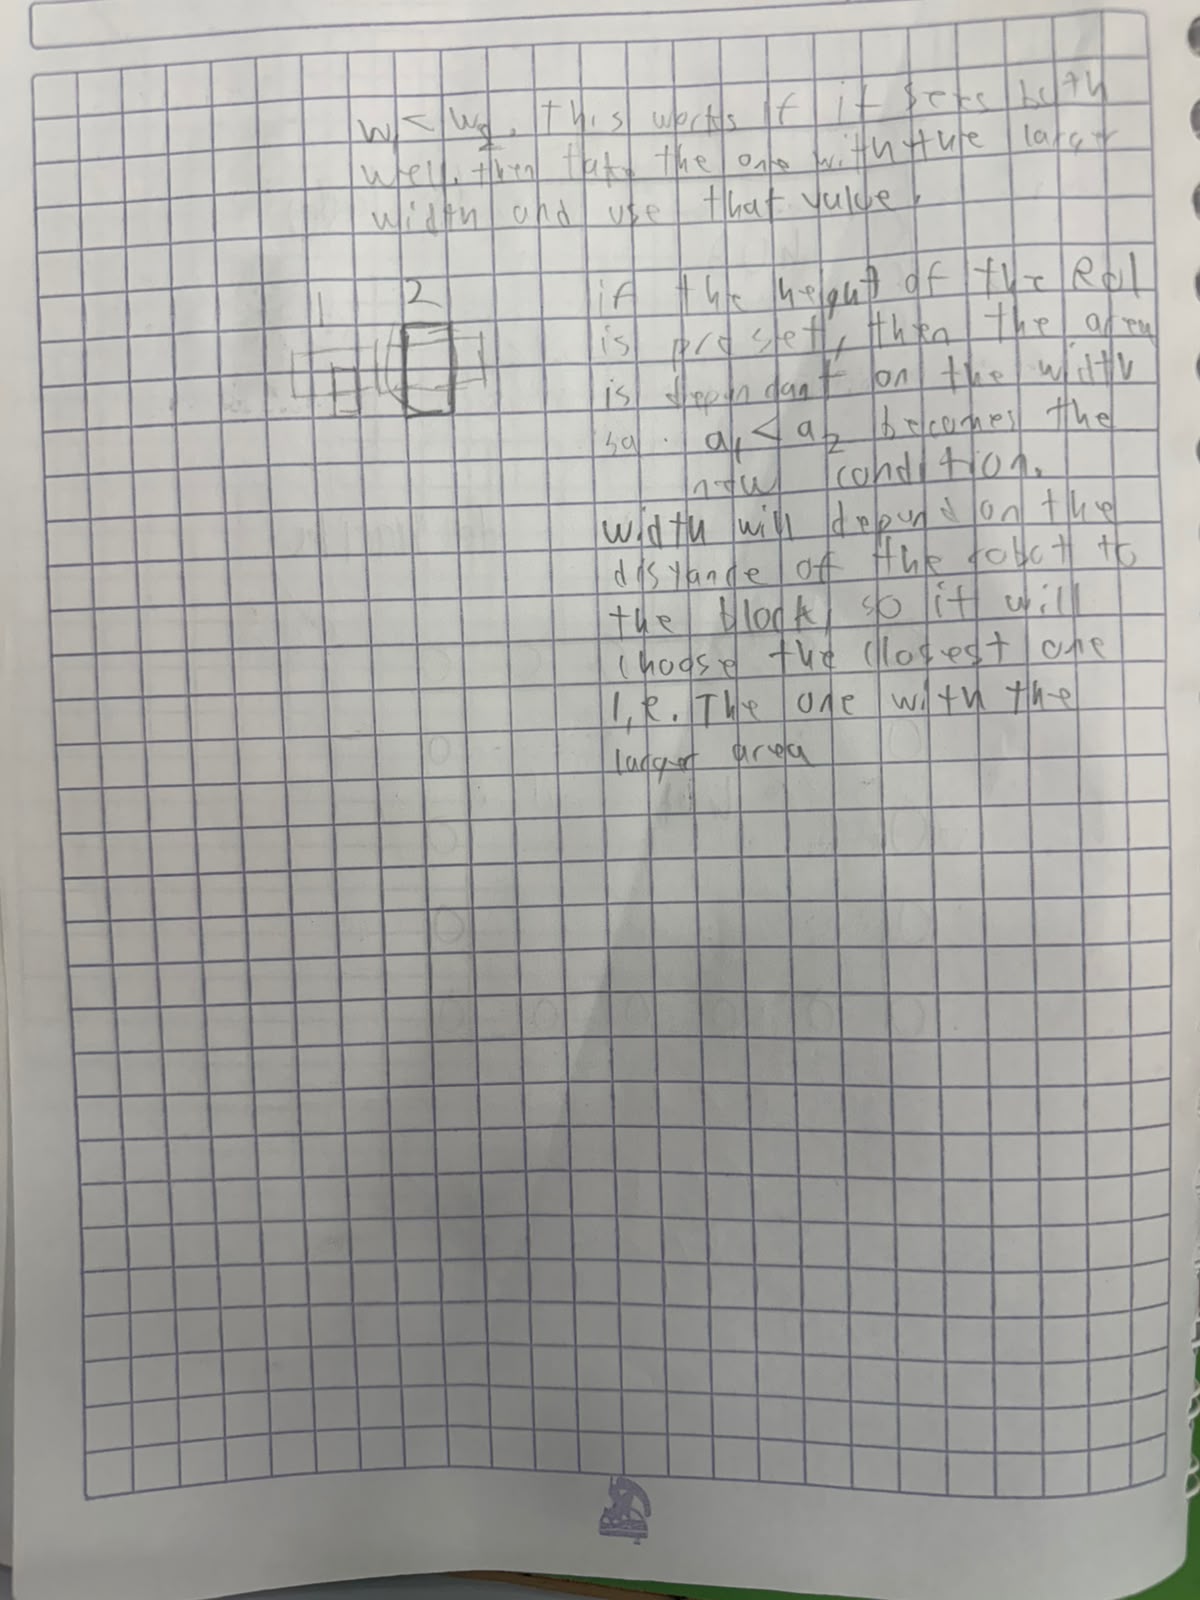 w₁ < w₂, this works if it sees both
well, then take the one with the larger
width and use that value.
1 2
if the height of the RoI
is preset, then the area
is dependant on the width
so a₁ < a₂ becomes the
new condition.
width will depend on the
distance of the robot to
the block, so it will
choose the closest one
I,e. The one with the
larger area